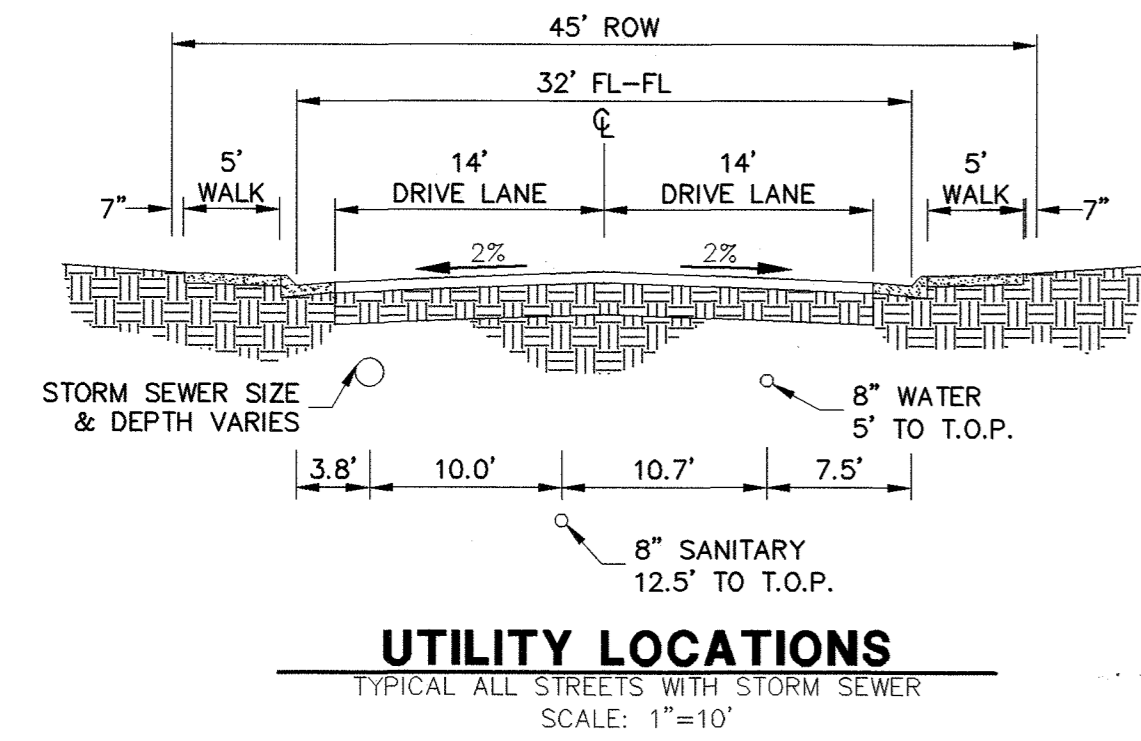 45' ROW
32' FL-FL
℄
5'
WALK
14'
DRIVE LANE
14'
DRIVE LANE
5'
WALK
7"
7"
2%
2%
STORM SEWER SIZE
& DEPTH VARIES
8" WATER
5' TO T.O.P.
3.8'
10.0'
10.7'
7.5'
8" SANITARY
12.5' TO T.O.P.
UTILITY LOCATIONS
TYPICAL ALL STREETS WITH STORM SEWER
SCALE: 1"=10'